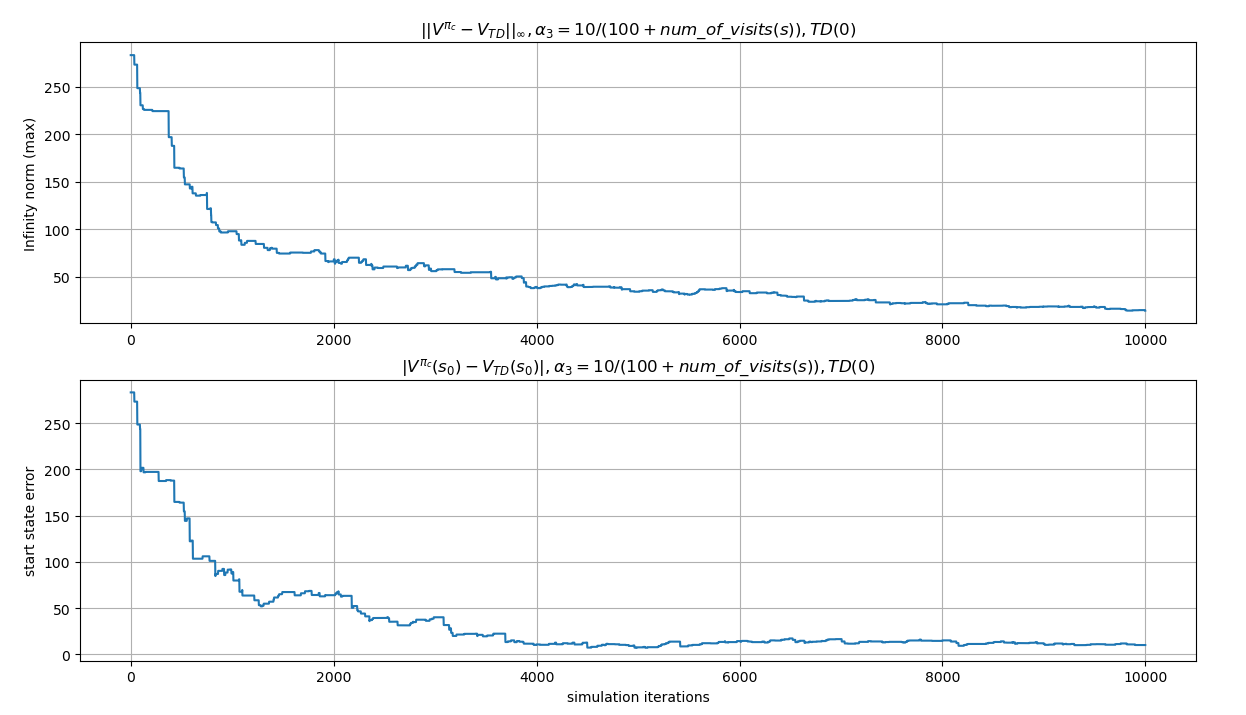 ||V^{π_c} − V_{TD}||_∞, α_3 = 10/(100 + num_of_visits(s)), TD(0)
Infinity norm (max)
250
200
150
100
50
0 2000 4000 6000 8000 10000
|V^{π_c}(s_0) − V_{TD}(s_0)|, α_3 = 10/(100 + num_of_visits(s)), TD(0)
start state error
250
200
150
100
50
0
0 2000 4000 6000 8000 10000
simulation iterations